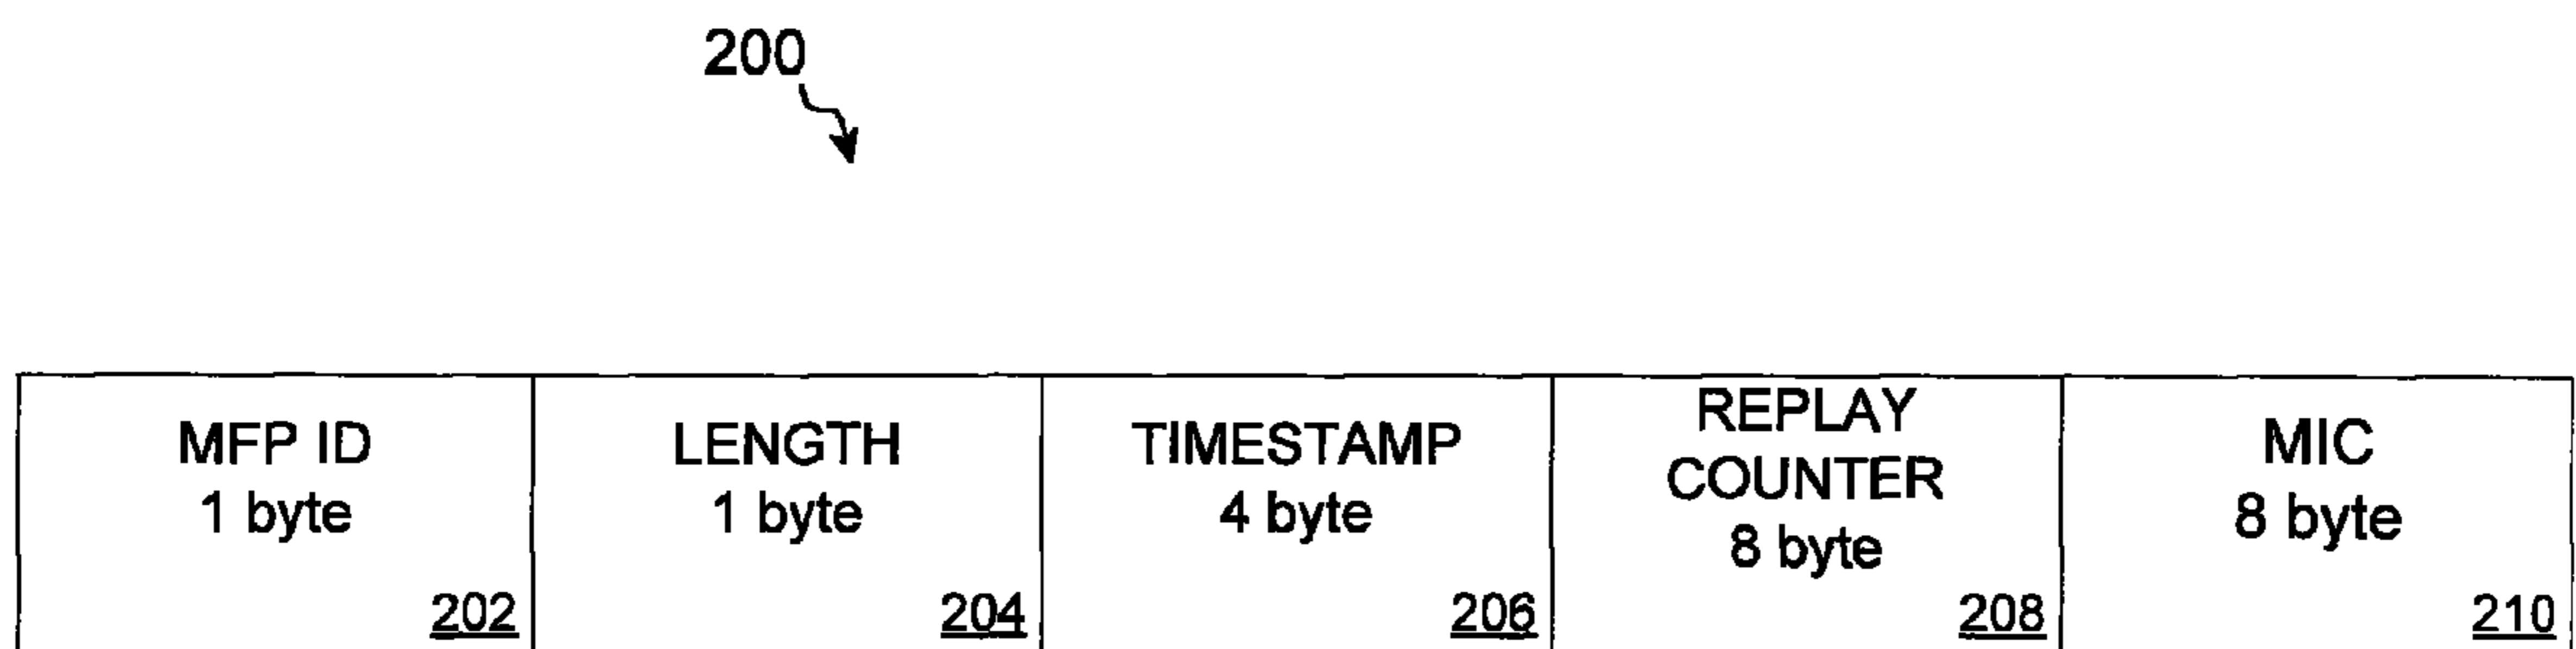 200
MFP ID
1 byte
202
LENGTH
1 byte
204
TIMESTAMP
4 byte
206
REPLAY
COUNTER
8 byte
208
MIC
8 byte
210